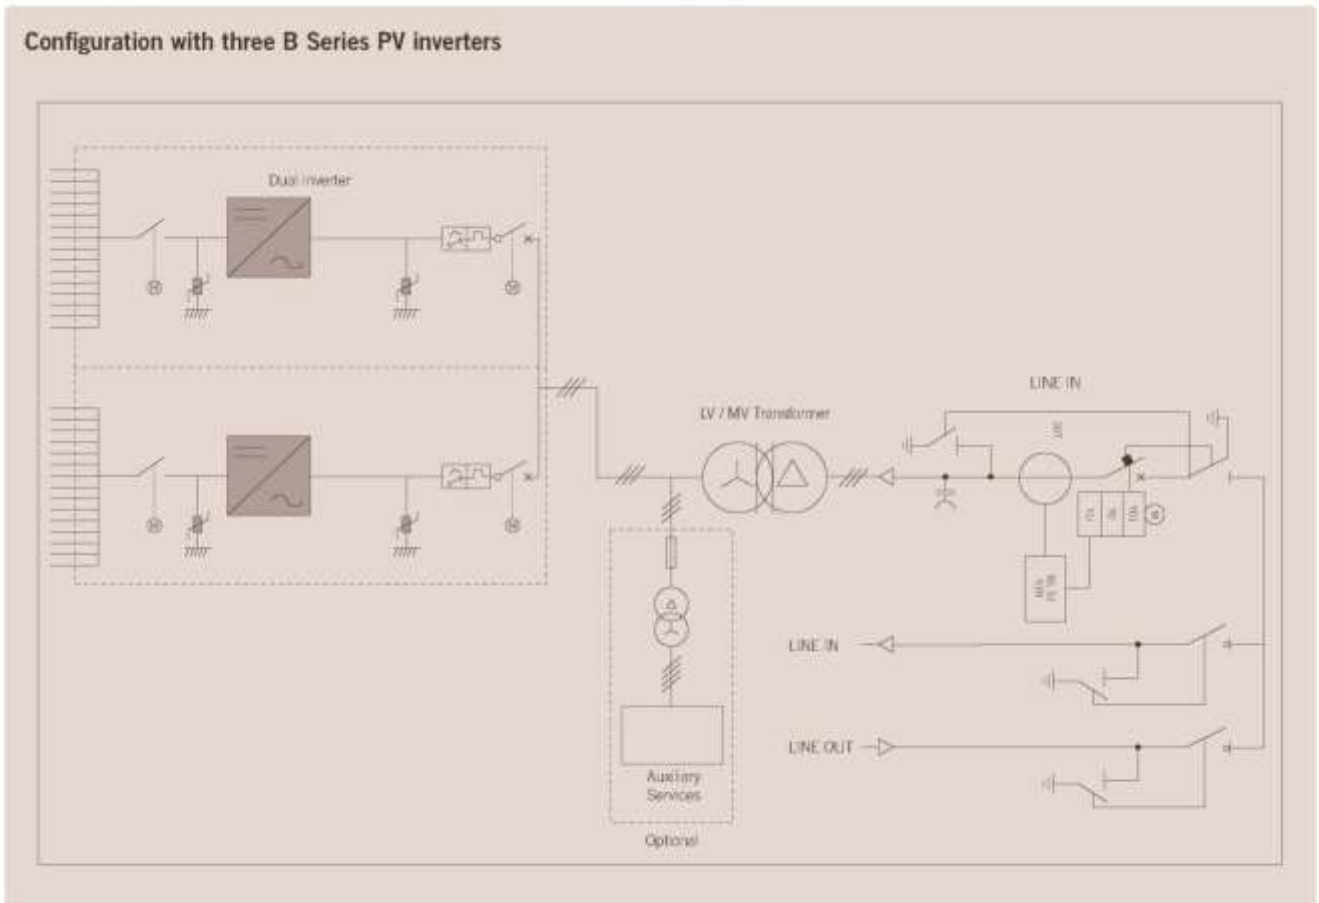 Configuration with three B Series PV inverters
Dual Inverter
LINE IN
LV / MV Transformer
LINE IN
LINE OUT
Auxiliary
Services
Optional